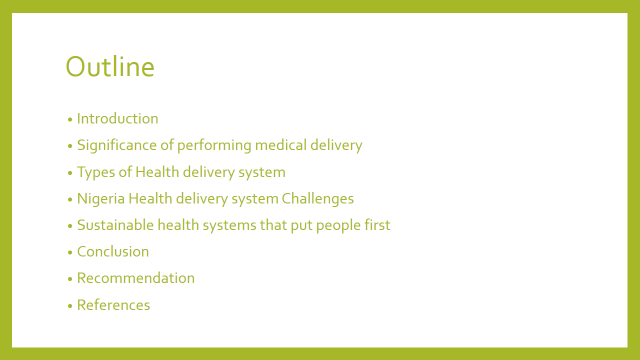 Outline
• Introduction
• Significance of performing medical delivery
• Types of Health delivery system
• Nigeria Health delivery system Challenges
• Sustainable health systems that put people first
• Conclusion
• Recommendation
• References